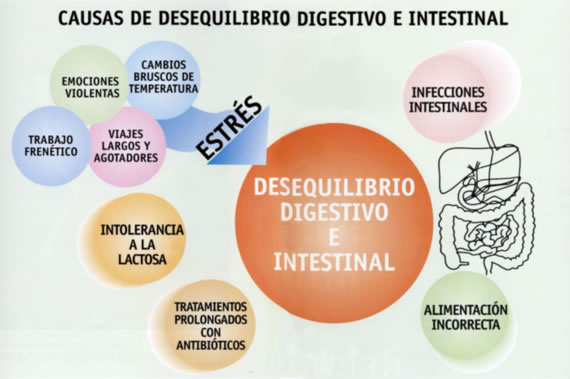 CAUSAS DE DESEQUILIBRIO DIGESTIVO E INTESTINAL
EMOCIONES
VIOLENTAS
CAMBIOS
BRUSCOS DE
TEMPERATURA
TRABAJO
FRENÉTICO
VIAJES
LARGOS Y
AGOTADORES
ESTRÉS
INFECCIONES
INTESTINALES
DESEQUILIBRIO
DIGESTIVO
E
INTESTINAL
INTOLERANCIA
A LA
LACTOSA
TRATAMIENTOS
PROLONGADOS
CON
ANTIBIÓTICOS
ALIMENTACIÓN
INCORRECTA